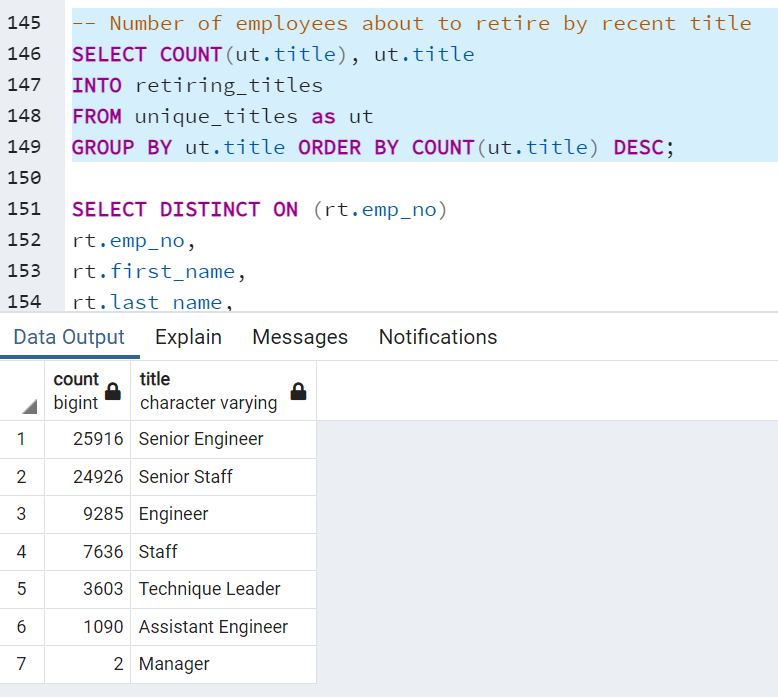 145 -- Number of employees about to retire by recent title
146 SELECT COUNT(ut.title), ut.title
147 INTO retiring_titles
148 FROM unique_titles as ut
149 GROUP BY ut.title ORDER BY COUNT(ut.title) DESC;
150
151 SELECT DISTINCT ON (rt.emp_no)
152 rt.emp_no,
153 rt.first_name,
154 rt.last_name,
Data Output Explain Messages Notifications
count title
bigint character varying
1 25916 Senior Engineer
2 24926 Senior Staff
3 9285 Engineer
4 7636 Staff
5 3603 Technique Leader
6 1090 Assistant Engineer
7 2 Manager